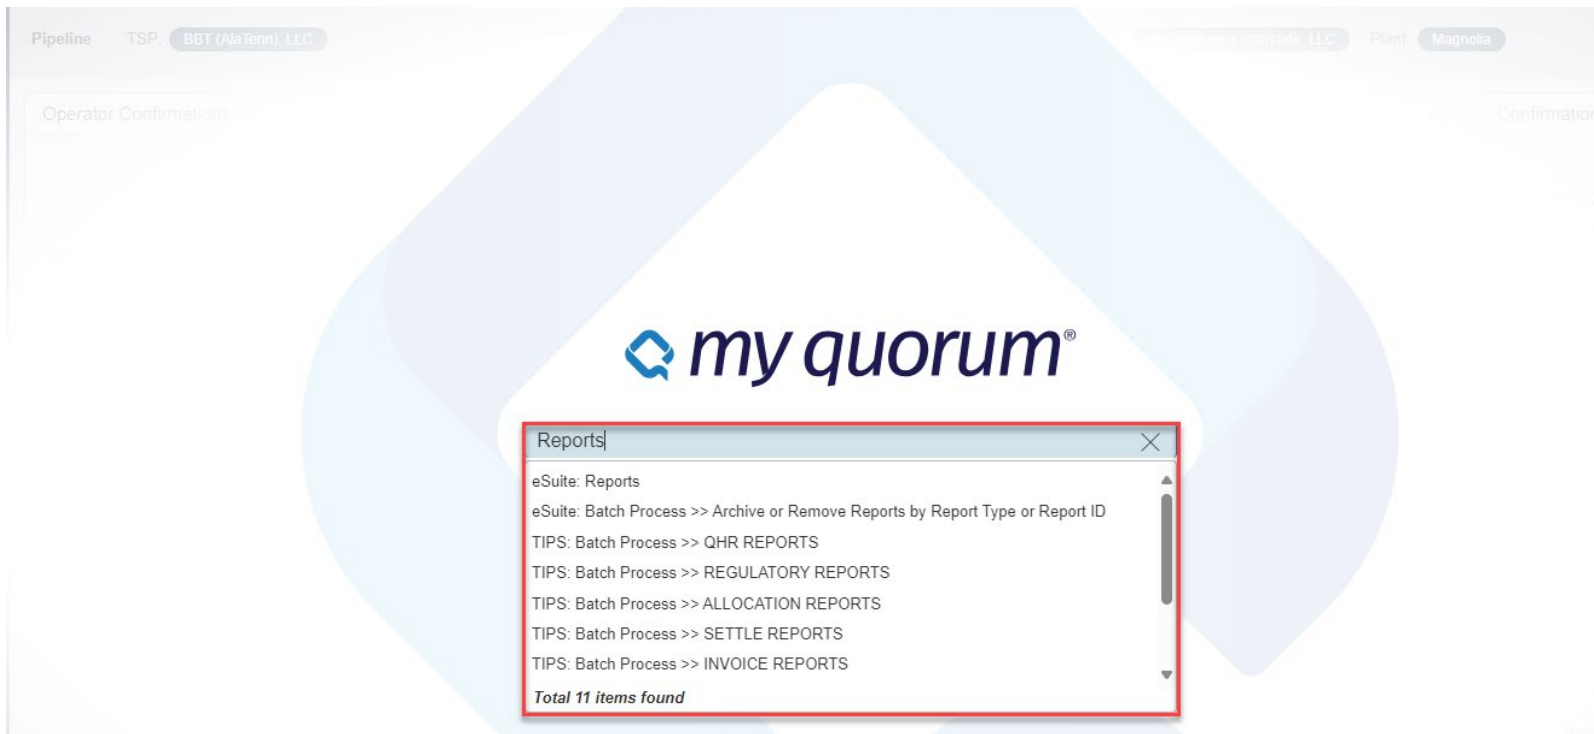 Pipeline TSP: BBT (AlaTenn), LLC Plant Magnolia
Operator Confirmations
Confirmation
my quorum®
Reports
eSuite: Reports
eSuite: Batch Process >> Archive or Remove Reports by Report Type or Report ID
TIPS: Batch Process >> QHR REPORTS
TIPS: Batch Process >> REGULATORY REPORTS
TIPS: Batch Process >> ALLOCATION REPORTS
TIPS: Batch Process >> SETTLE REPORTS
TIPS: Batch Process >> INVOICE REPORTS
Total 11 items found